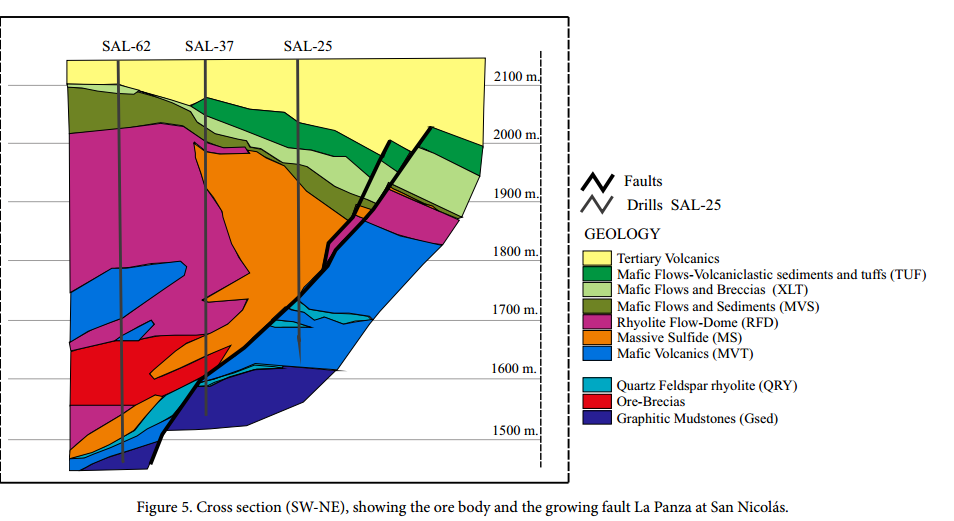 SAL-62 SAL-37 SAL-25
2100 m.
2000 m.
1900 m.
1800 m.
1700 m.
1600 m.
1500 m.
Faults
Drills SAL-25
GEOLOGY
Tertiary Volcanics
Mafic Flows-Volcaniclastic sediments and tuffs (TUF)
Mafic Flows and Breccias (XLT)
Mafic Flows and Sediments (MVS)
Rhyolite Flow-Dome (RFD)
Massive Sulfide (MS)
Mafic Volcanics (MVT)
Quartz Feldspar rhyolite (QRY)
Ore-Brecias
Graphitic Mudstones (Gsed)
Figure 5. Cross section (SW-NE), showing the ore body and the growing fault La Panza at San Nicolás.